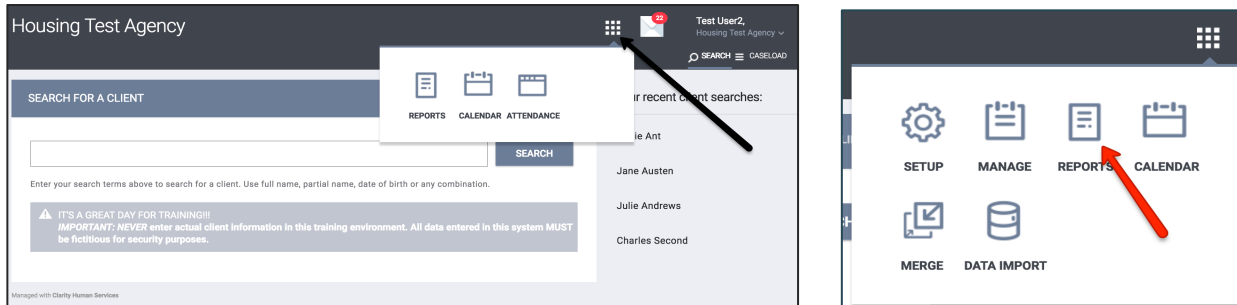 Housing Test Agency
22
Test User2,
Housing Test Agency
SEARCH CASELOAD
SEARCH FOR A CLIENT
REPORTS CALENDAR ATTENDANCE
recent client searches:
Ant
SEARCH
Jane Austen
Enter your search terms above to search for a client. Use full name, partial name, date of birth or any combination.
Julie Andrews
IT'S A GREAT DAY FOR TRAINING!!!
IMPORTANT: NEVER enter actual client information in this training environment. All data entered in this system MUST
be fictitious for security purposes.
Charles Second
Managed with Clarity Human Services
SETUP MANAGE REPORTS CALENDAR
MERGE DATA IMPORT